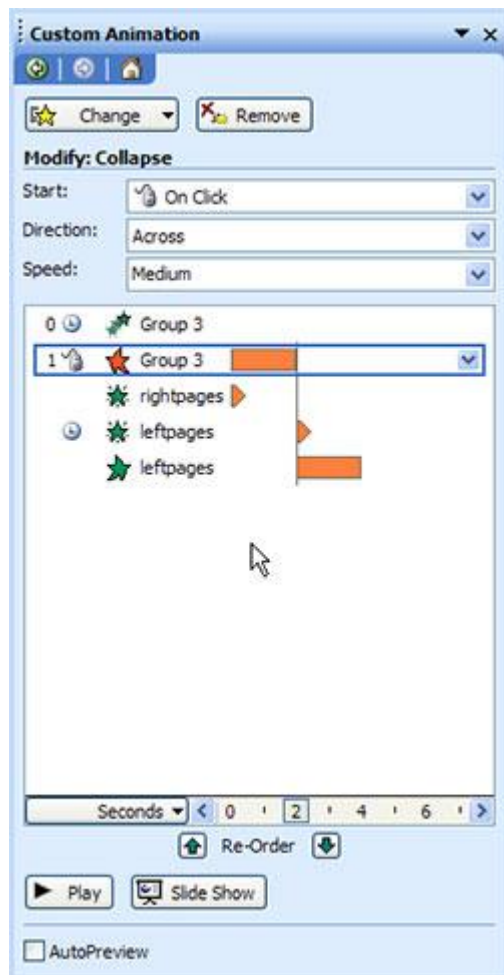 Custom Animation
Change
Remove
Modify: Collapse
Start: On Click
Direction: Across
Speed: Medium
0 Group 3
1 Group 3
rightpages
leftpages
leftpages
Seconds 0 2 4 6
Re-Order
Play
Slide Show
AutoPreview